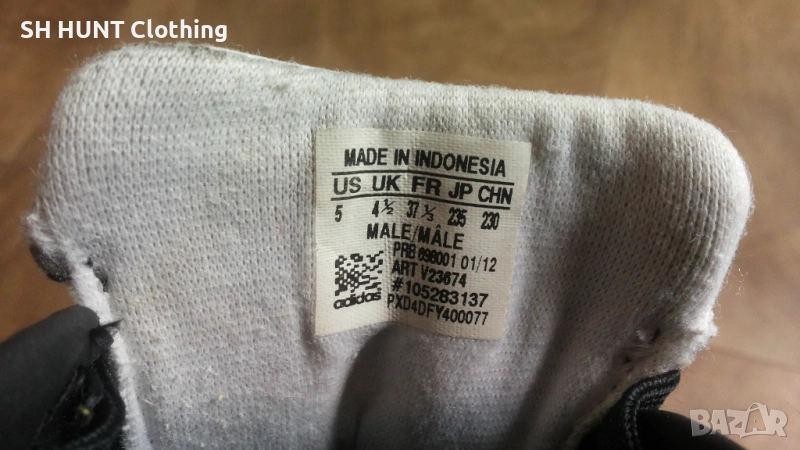 SH HUNT Clothing
MADE IN INDONESIA
US UK FR JP CHN
5 4½ 37⅓ 235 230
MALE/MÂLE
PRB 698001 01/12
ART V23674
#105283137
PXD4DFY400077
adidas
BAZAR